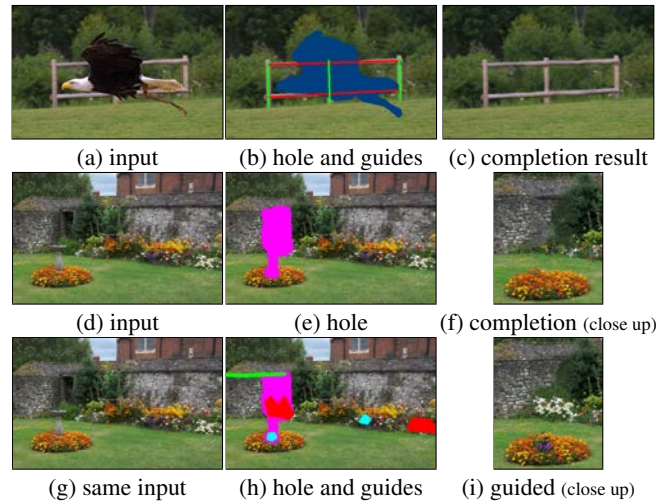 (a) input (b) hole and guides (c) completion result
(d) input (e) hole (f) completion (close up)
(g) same input (h) hole and guides (i) guided (close up)